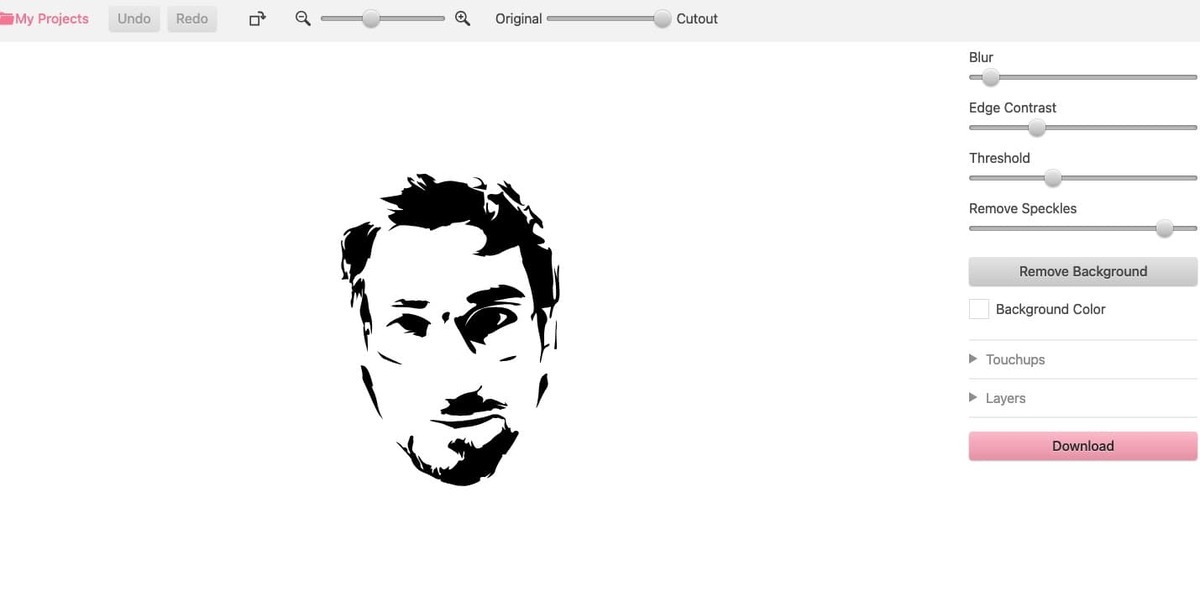 My Projects Undo Redo Original Cutout
Blur
Edge Contrast
Threshold
Remove Speckles
Remove Background
Background Color
Touchups
Layers
Download